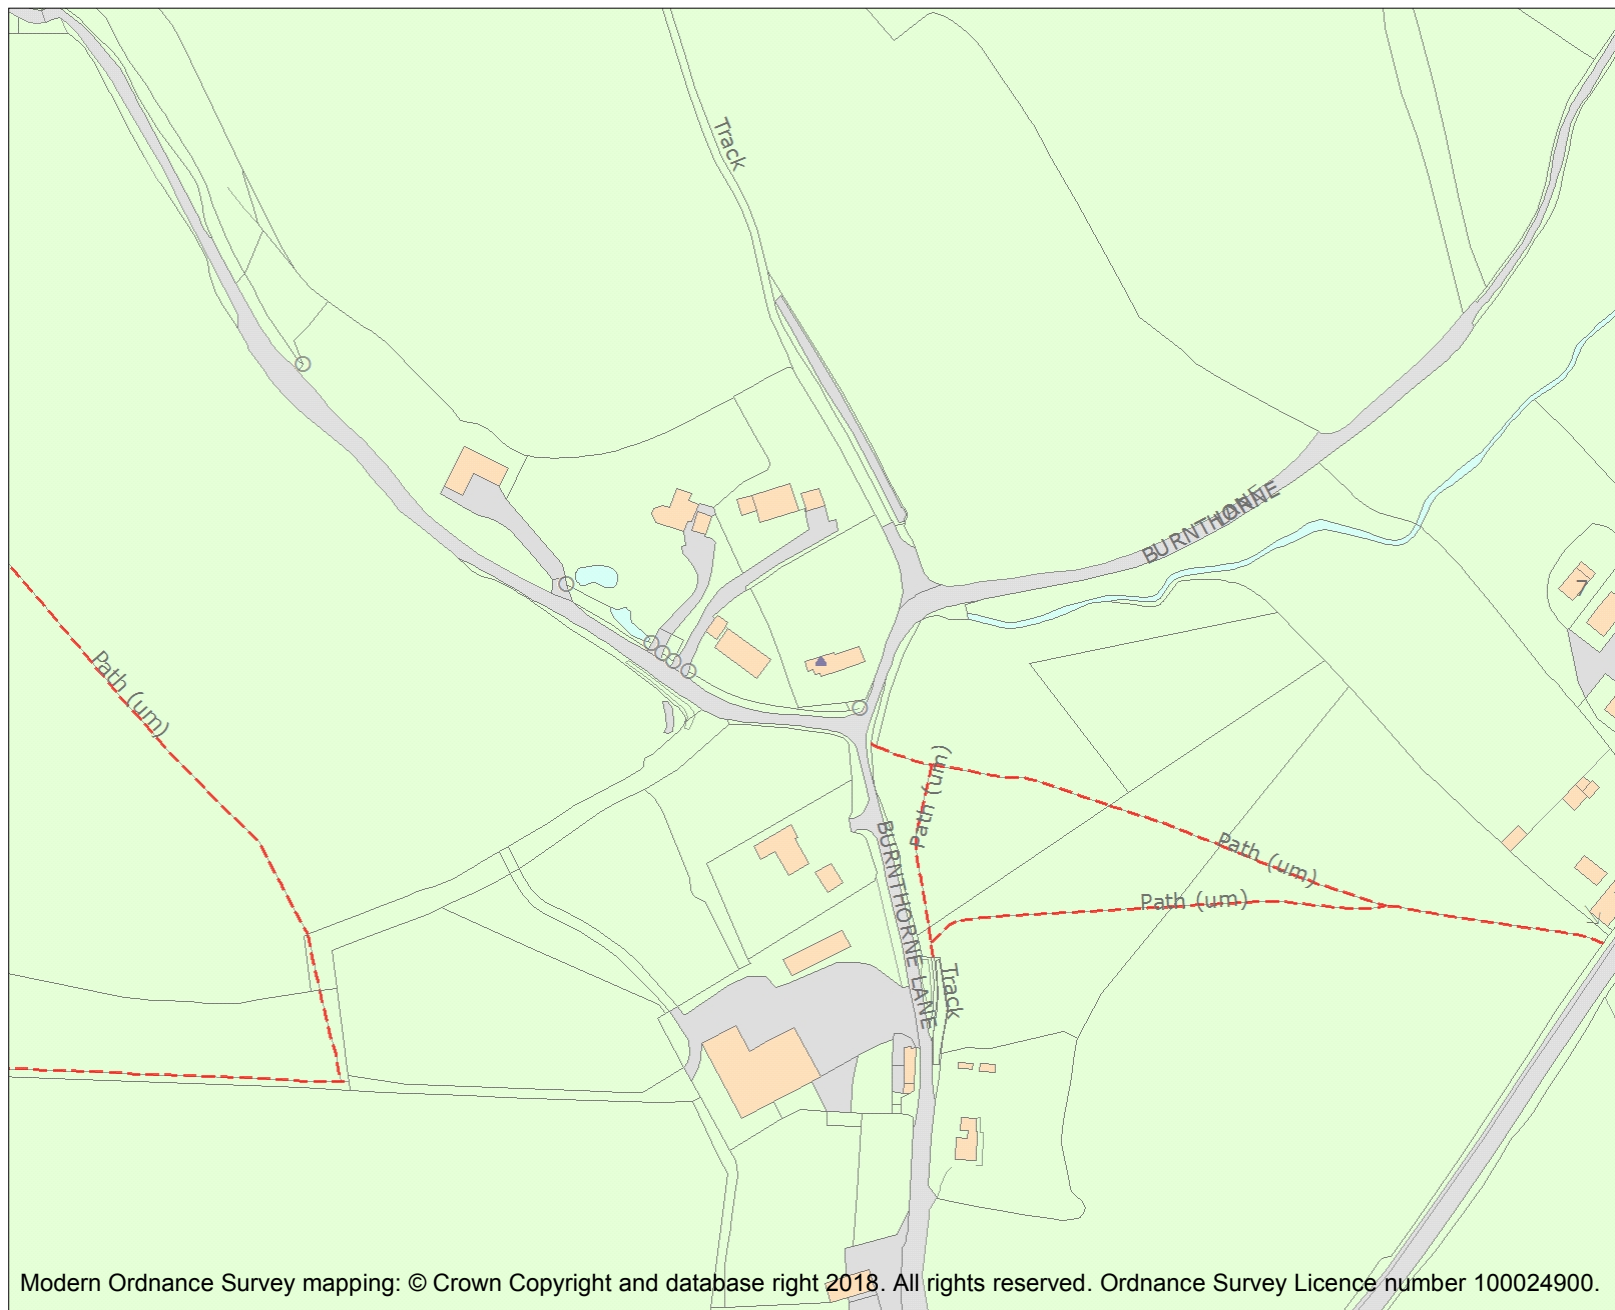 Track
BURNTHORNE
LANE
7
Path (um)
Path (um)
Path (um)
BURNTHORNE LANE
Path (um)
Track
Modern Ordnance Survey mapping: © Crown Copyright and database right 2018. All rights reserved. Ordnance Survey Licence number 100024900.